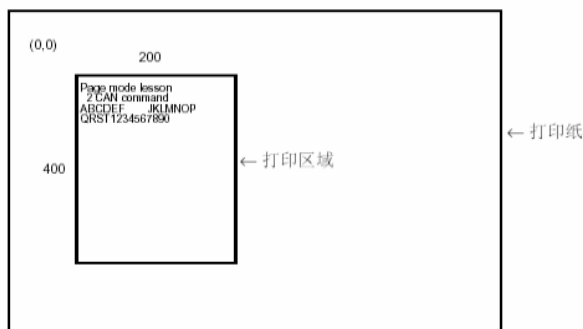 (0,0)
200
Page mode lesson
2 CAN command
ABCDEF JKLMNOP
QRST1234567890
← 打印纸
← 打印区域
400